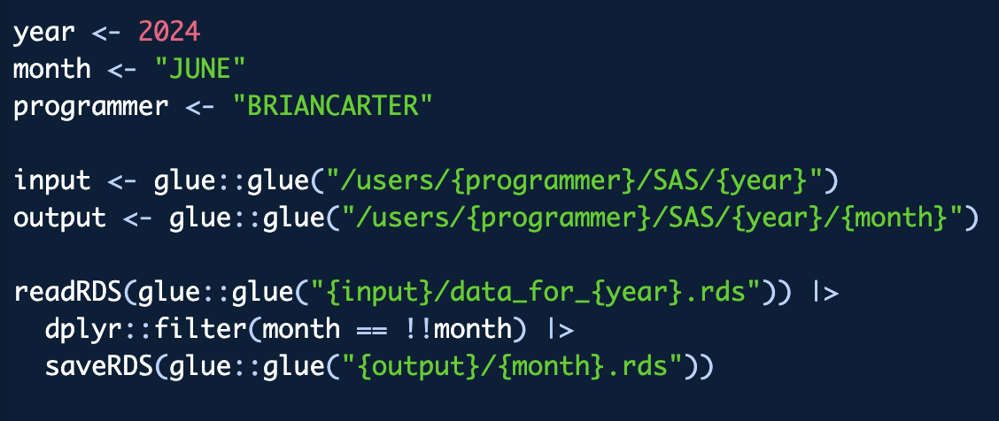 year <- 2024
month <- "JUNE"
programmer <- "BRIANCARTER"
input <- glue::glue("/users/{programmer}/SAS/{year}")
output <- glue::glue("/users/{programmer}/SAS/{year}/{month}")
readRDS(glue::glue("{input}/data_for_{year}.rds")) |>
  dplyr::filter(month == !!month) |>
  saveRDS(glue::glue("{output}/{month}.rds"))